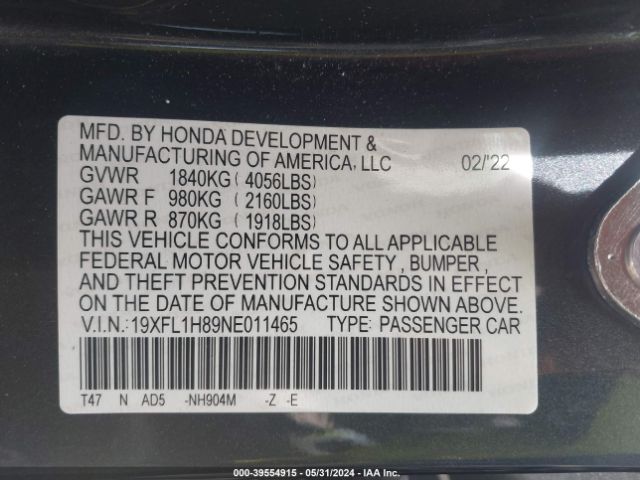 MFD. BY HONDA DEVELOPMENT &
MANUFACTURING OF AMERICA, LLC 02/'22
GVWR 1840KG ( 4056LBS)
GAWR F 980KG ( 2160LBS)
GAWR R 870KG ( 1918LBS)
THIS VEHICLE CONFORMS TO ALL APPLICABLE
FEDERAL MOTOR VEHICLE SAFETY , BUMPER ,
AND THEFT PREVENTION STANDARDS IN EFFECT
ON THE DATE OF MANUFACTURE SHOWN ABOVE.
V.I.N.: 19XFL1H89NE011465 TYPE: PASSENGER CAR
T47 N AD5 -NH904M -Z -E
000-39554915 - 05/31/2024 - IAA Inc.